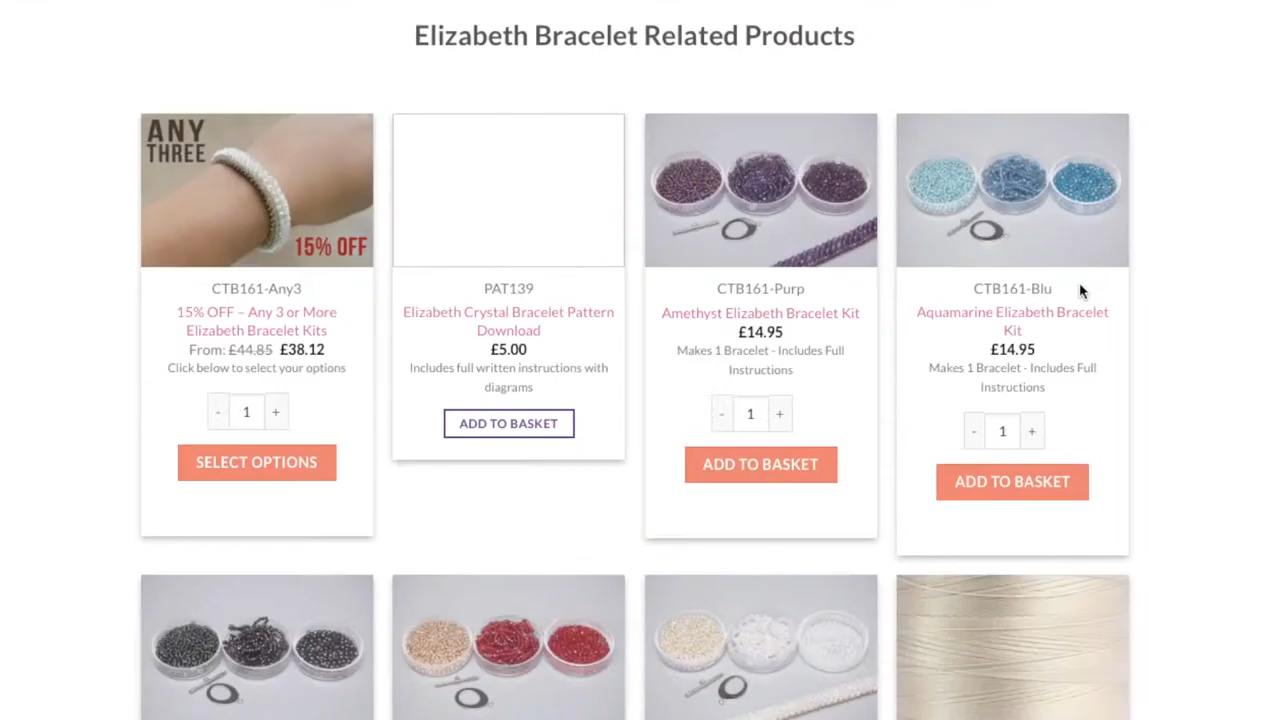 Elizabeth Bracelet Related Products
ANY
THREE
15% OFF
CTB161-Any3
15% OFF – Any 3 or More
Elizabeth Bracelet Kits
From: £44.85 £38.12
Click below to select your options
- 1 +
SELECT OPTIONS
PAT139
Elizabeth Crystal Bracelet Pattern
Download
£5.00
Includes full written instructions with
diagrams
ADD TO BASKET
CTB161-Purp
Amethyst Elizabeth Bracelet Kit
£14.95
Makes 1 Bracelet - Includes Full
Instructions
- 1 +
ADD TO BASKET
CTB161-Blu
Aquamarine Elizabeth Bracelet
Kit
£14.95
Makes 1 Bracelet - Includes Full
Instructions
- 1 +
ADD TO BASKET